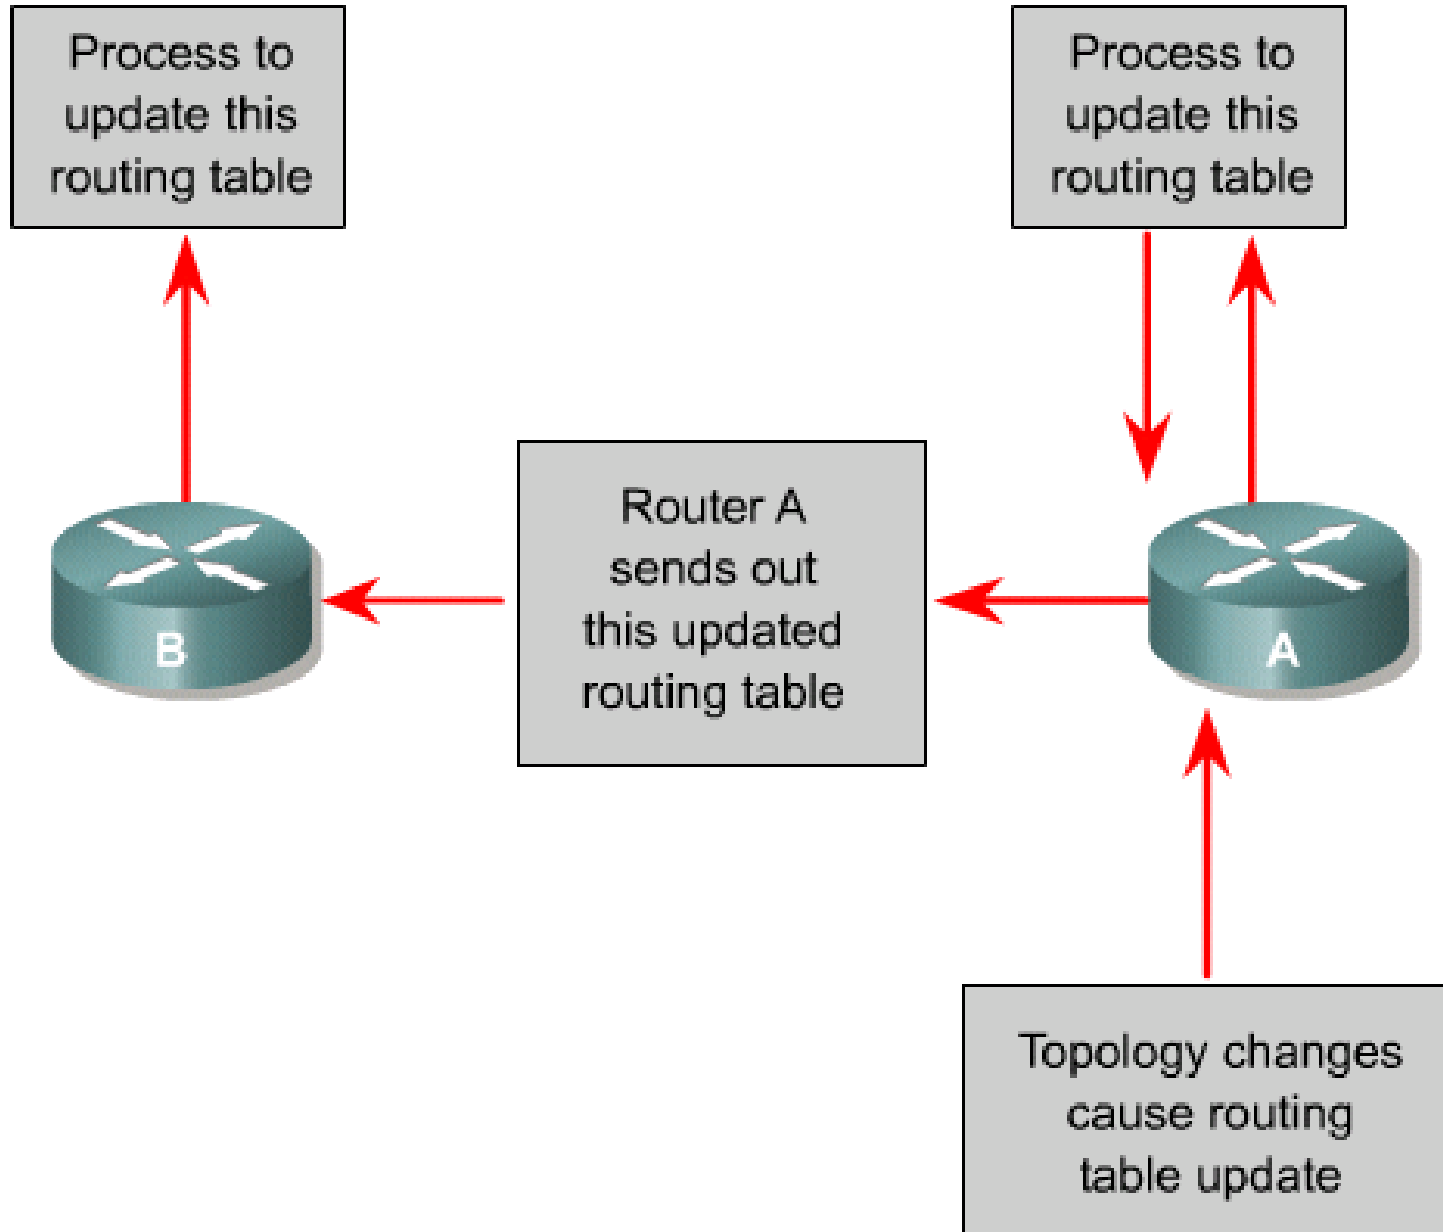 Process to
update this
routing table
Process to
update this
routing table
Router A
sends out
this updated
routing table
B
A
Topology changes
cause routing
table update